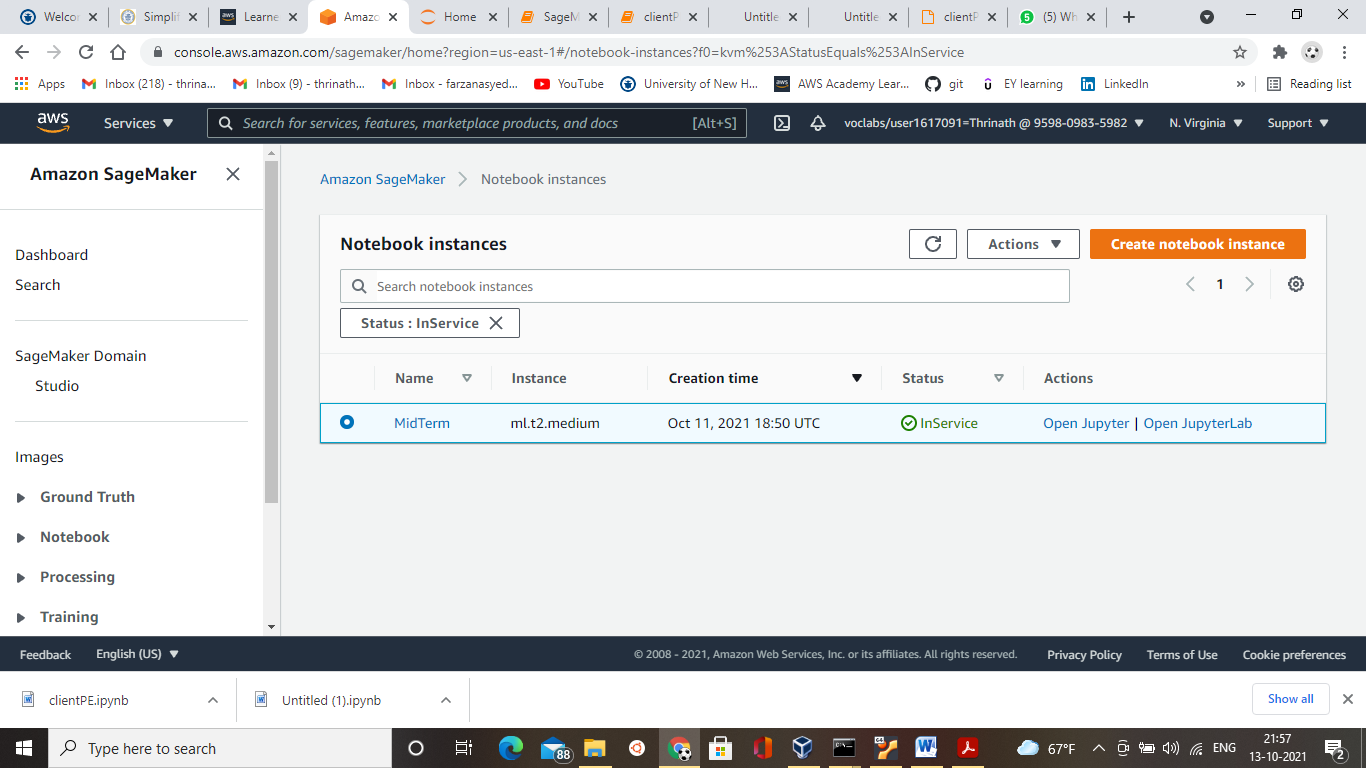 Welcon
Simplif
aws
Learne
Amazo
Home
SageM
clientP
Untitle
Untitle
clientP
S
(5) Wh
console.aws.amazon.com/sagemaker/home?region=us-east-1#/notebook-instances?f0=kvm%253AStatusEquals%253AInService
Apps
Inbox (218) - thrina...
Inbox (9) - thrinath...
Inbox - farzanasyed...
YouTube
University of New H...
aws
AWS Academy Lear...
git
EY learning
LinkedIn
»
Reading list
aws
Services
Search for services, features, marketplace products, and docs
[Alt+S]
voclabs/user1617091=Thrinath @ 9598-0983-5982
N. Virginia
Support
Amazon SageMaker
Dashboard
Search
SageMaker Domain
Studio
Images
Ground Truth
Notebook
Processing
Training
Amazon SageMaker
Notebook instances
Notebook instances
Actions
Create notebook instance
Search notebook instances
1
Status : InService
Name
Instance
Creation time
Status
Actions
MidTerm
ml.t2.medium
Oct 11, 2021 18:50 UTC
InService
Open Jupyter | Open JupyterLab
Feedback
English (US)
© 2008 - 2021, Amazon Web Services, Inc. or its affiliates. All rights reserved.
Privacy Policy
Terms of Use
Cookie preferences
clientPE.ipynb
Untitled (1).ipynb
Show all
Type here to search
88
64
67°F
ENG
21:57
13-10-2021
2